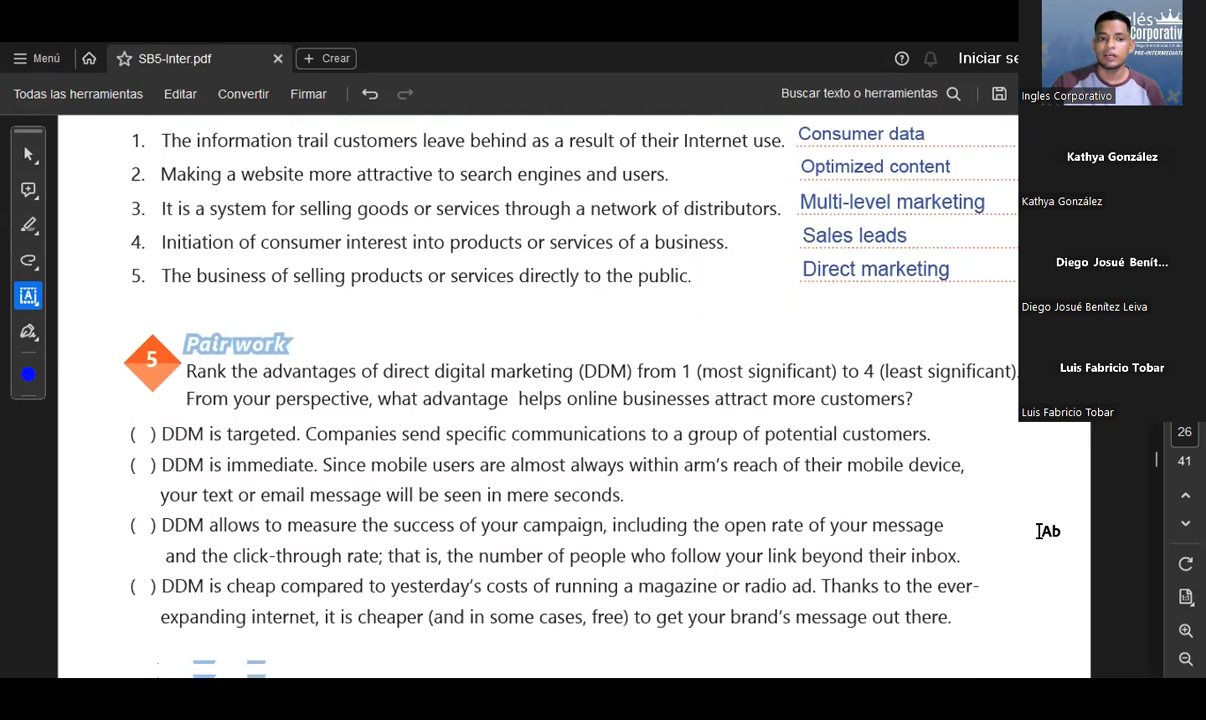 Menú
SB5-Inter.pdf
Crear
Iniciar se
Todas las herramientas
Editar
Convertir
Firmar
Buscar texto o herramientas
1. The information trail customers leave behind as a result of their Internet use. Consumer data
2. Making a website more attractive to search engines and users. Optimized content
3. It is a system for selling goods or services through a network of distributors. Multi-level marketing
4. Initiation of consumer interest into products or services of a business. Sales leads
5. The business of selling products or services directly to the public. Direct marketing
5
Pair work
Rank the advantages of direct digital marketing (DDM) from 1 (most significant) to 4 (least significant).
From your perspective, what advantage helps online businesses attract more customers?
( ) DDM is targeted. Companies send specific communications to a group of potential customers.
( ) DDM is immediate. Since mobile users are almost always within arm's reach of their mobile device,
your text or email message will be seen in mere seconds.
( ) DDM allows to measure the success of your campaign, including the open rate of your message
and the click-through rate; that is, the number of people who follow your link beyond their inbox.
( ) DDM is cheap compared to yesterday's costs of running a magazine or radio ad. Thanks to the ever-
expanding internet, it is cheaper (and in some cases, free) to get your brand's message out there.
Ab
glés
Corporativ
PRE-INTERMEDIATE
Ingles Corporativo
Kathya González
Kathya González
Diego Josué Benít...
Diego Josué Benítez Leiva
Luis Fabricio Tobar
Luis Fabricio Tobar
26
41